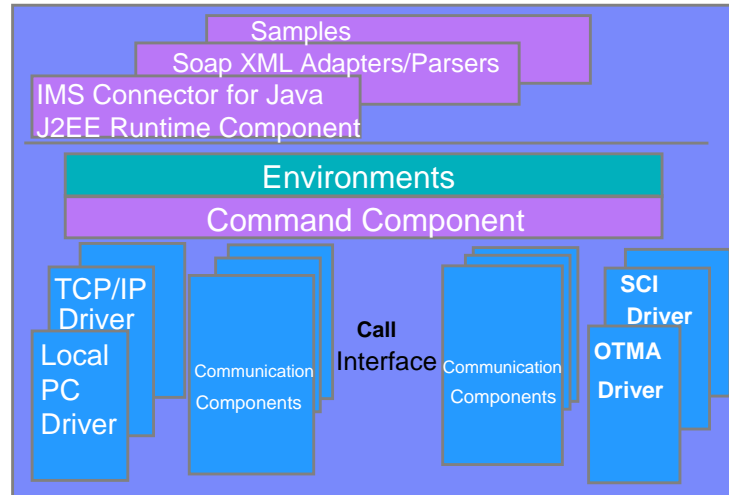 Samples
Soap XML Adapters/Parsers
IMS Connector for Java
J2EE Runtime Component
Environments
Command Component
TCP/IP
Driver
Local
PC
Driver
Communication
Components
Call
Interface
Communication
Components
SCI
Driver
OTMA
Driver